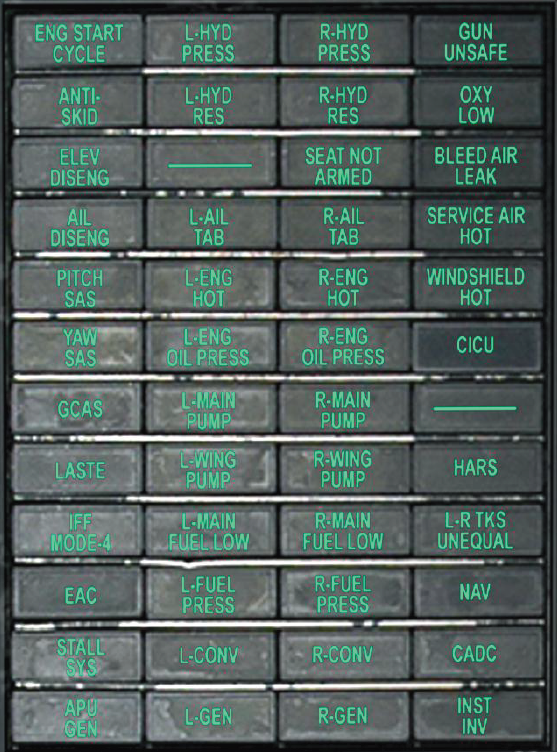 ENG START
CYCLE
L-HYD
PRESS
R-HYD
PRESS
GUN
UNSAFE
ANTI-
SKID
L-HYD
RES
R-HYD
RES
OXY
LOW
ELEV
DISENG
SEAT NOT
ARMED
BLEED AIR
LEAK
AIL
DISENG
L-AIL
TAB
R-AIL
TAB
SERVICE AIR
HOT
PITCH
SAS
L-ENG
HOT
R-ENG
HOT
WINDSHIELD
HOT
YAW
SAS
L-ENG
OIL PRESS
R-ENG
OIL PRESS
CICU
GCAS
L-MAIN
PUMP
R-MAIN
PUMP
LASTE
L-WING
PUMP
R-WING
PUMP
HARS
IFF
MODE-4
L-MAIN
FUEL LOW
R-MAIN
FUEL LOW
L-R TKS
UNEQUAL
EAC
L-FUEL
PRESS
R-FUEL
PRESS
NAV
STALL
SYS
L-CONV
R-CONV
CADC
APU
GEN
L-GEN
R-GEN
INST
INV